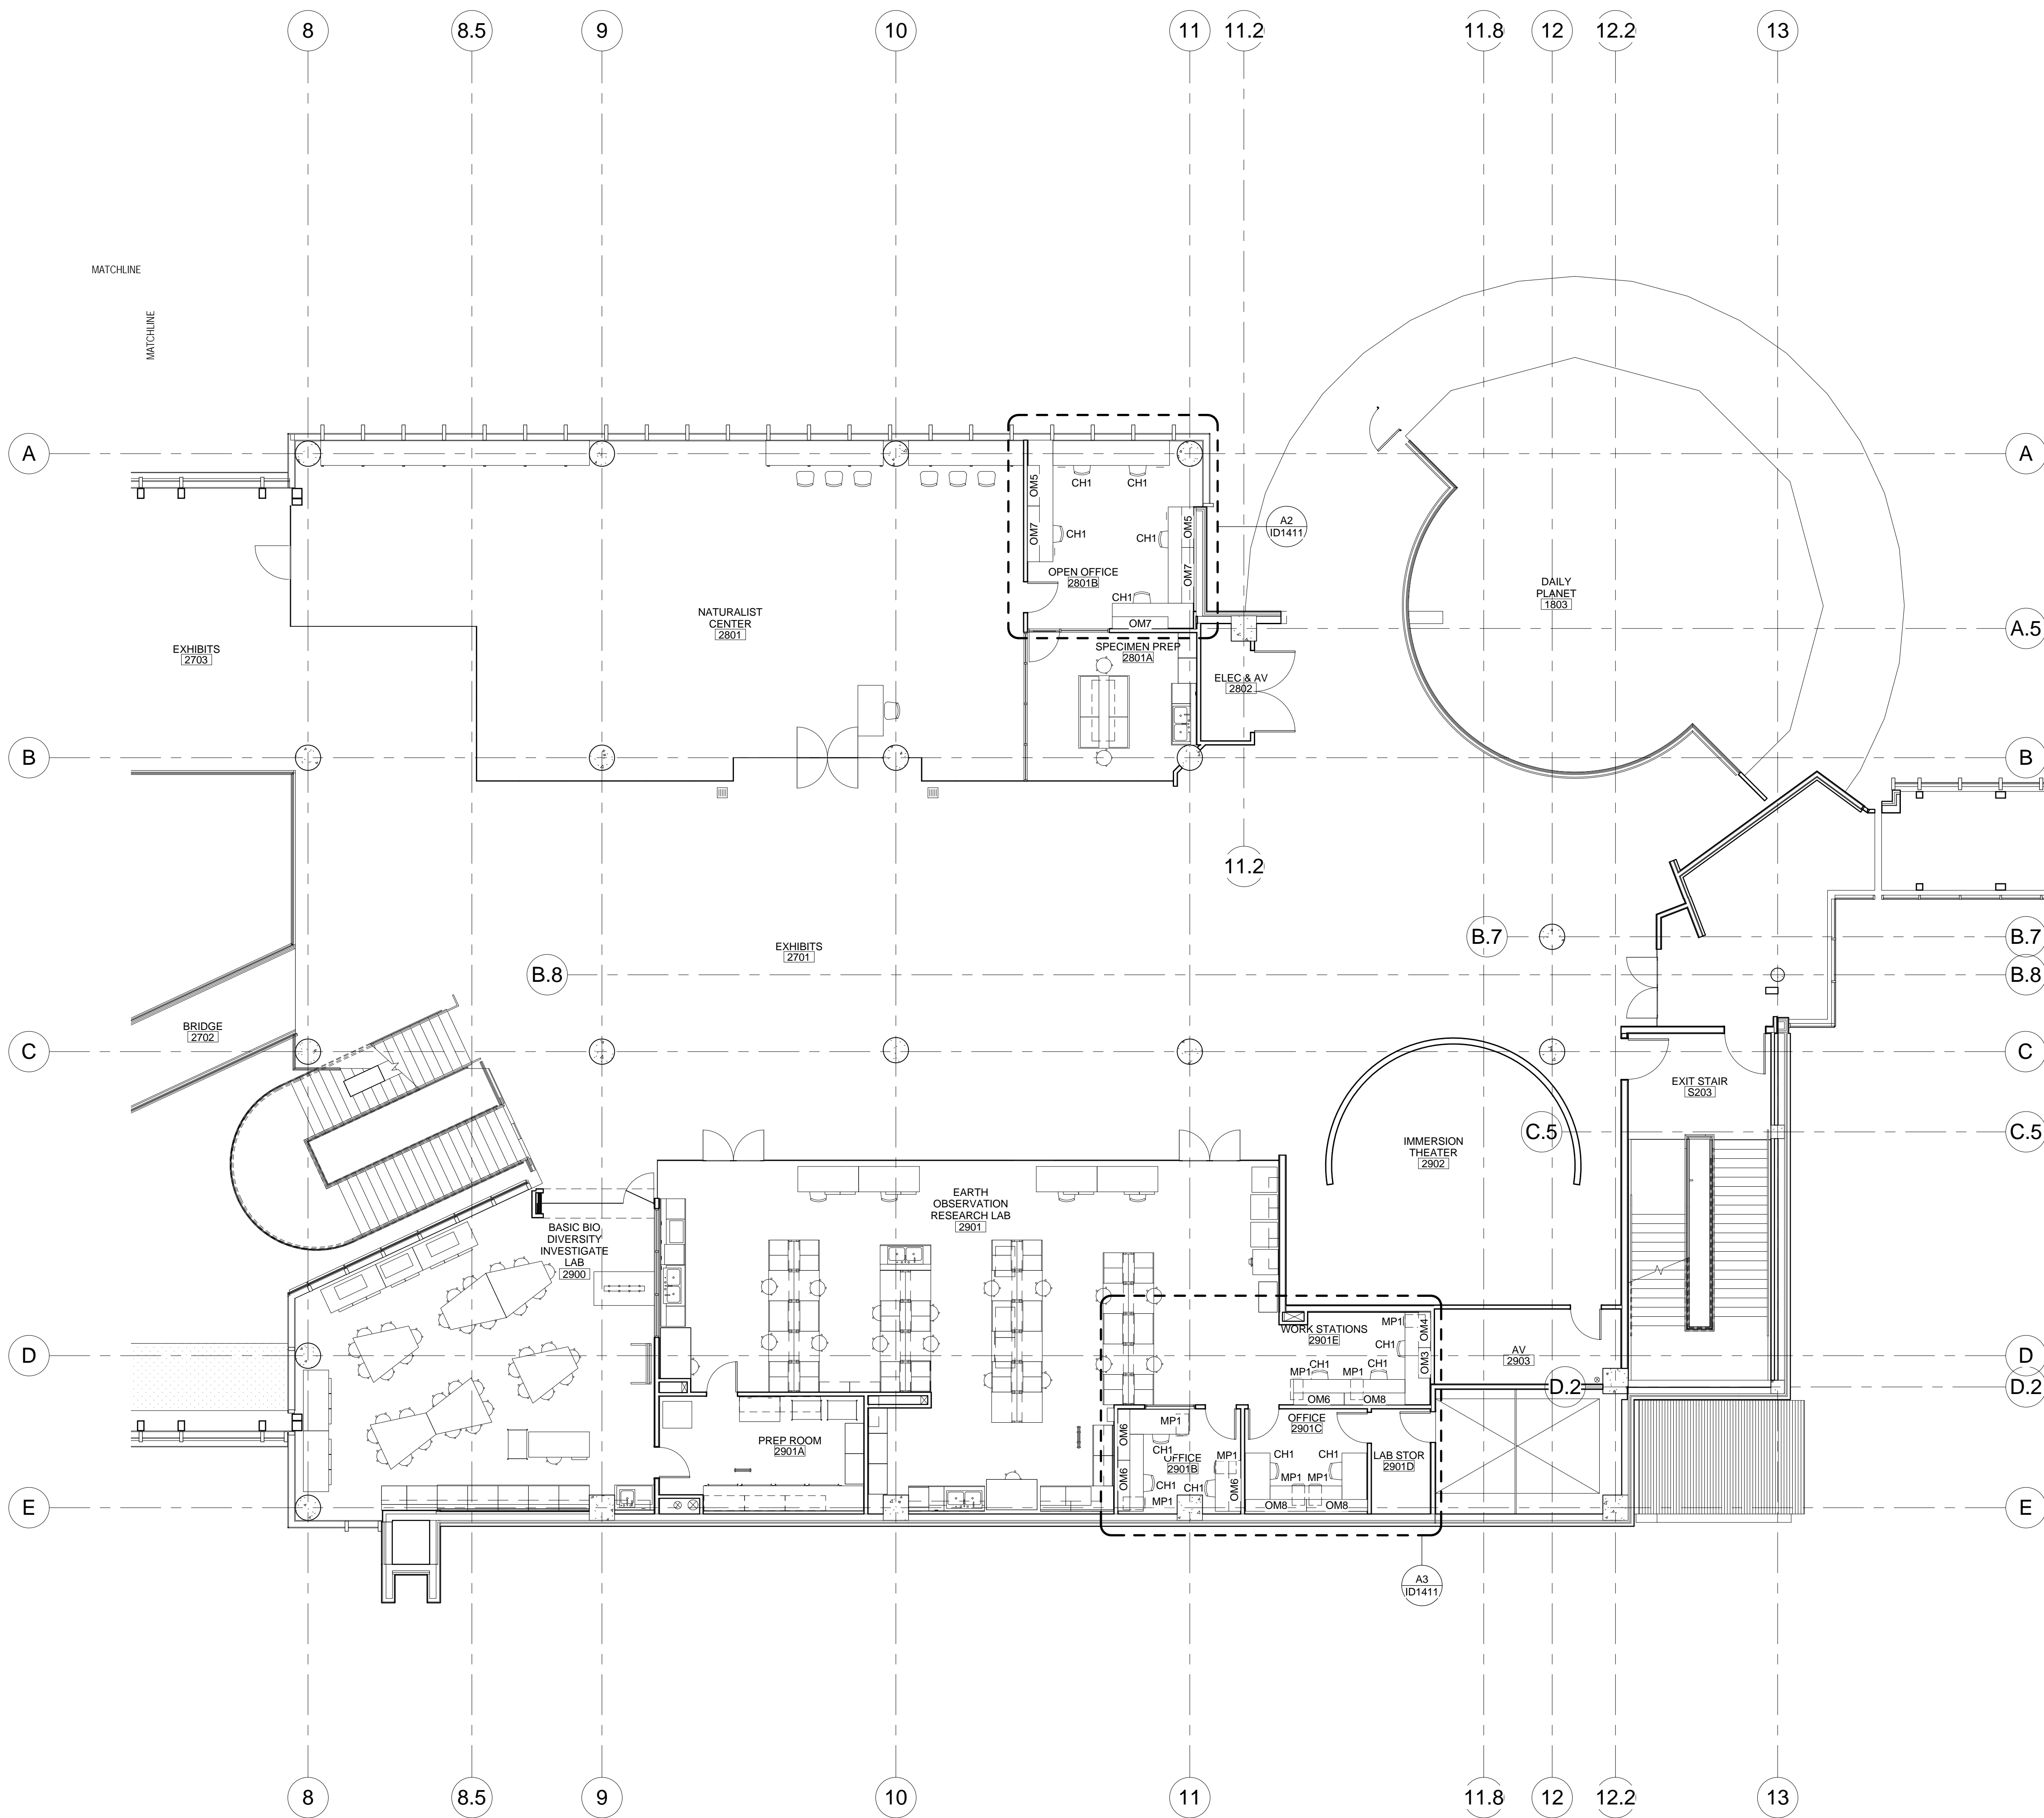 8
8.5
9
10
11
11.2
11.8
12
12.2
13
MATCHLINE
MATCHLINE
A
A
OM5
CH1
CH1
OM7
CH1
CH1
OM5
A2
ID1411
OPEN OFFICE
2801B
OM7
CH1
OM7
NATURALIST
CENTER
2801
DAILY
PLANET
1803
A.5
EXHIBITS
2703
SPECIMEN PREP
2801A
ELEC & AV
2802
B
B
11.2
B.7
B.7
EXHIBITS
2701
B.8
B.8
BRIDGE
2702
C
C
EXIT STAIR
S203
C.5
C.5
IMMERSION
THEATER
2902
EARTH
OBSERVATION
RESEARCH LAB
2901
BASIC BIO
DIVERSITY
INVESTIGATE
LAB
2900
WORK STATIONS
2901E
MP1
OM4
CH1
D
AV
2903
D
OM3
CH1
CH1
MP1
MP1
D.2
D.2
OM6
OM8
OFFICE
2901C
MP1
OM6
PREP ROOM
2901A
CH1
OFFICE
2901B
MP1
CH1
CH1
LAB STOR
2901D
OM6
CH1
CH1
OM6
MP1
MP1
MP1
OM8
OM8
E
E
A3
ID1411
8
8.5
9
10
11
11.8
12
12.2
13